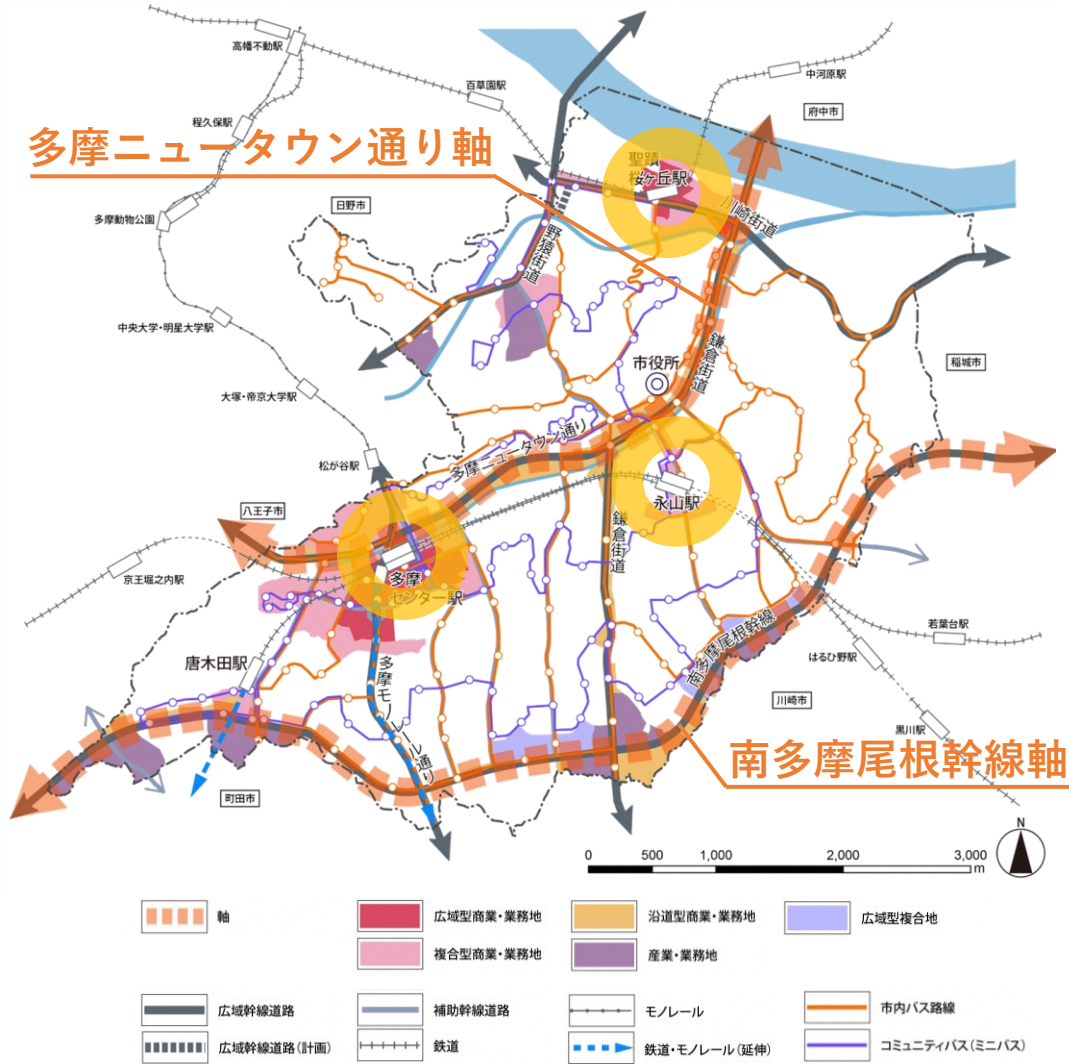 高幡不動駅
百草園駅
中河原駅
府中市
程久保駅
多摩ニュータウン通り軸
聖蹟
桜ヶ丘駅
多摩動物公園
日野市
川崎街道
野猿街道
中央大学・明星大学駅
鎌倉街道
市役所
稲城市
大塚・帝京大学駅
多摩ニュータウン通り
松が谷駅
永山駅
八王子市
鎌倉街道
京王堀之内駅
多摩
センター駅
若葉台駅
はるひ野駅
唐木田駅
南多摩尾根幹線
川崎市
多摩モノレール通り
黒川駅
南多摩尾根幹線軸
町田市
N
0 500 1,000 2,000 3,000
m
軸
広域型商業・業務地
沿道型商業・業務地
広域型複合地
複合型商業・業務地
産業・業務地
広域幹線道路
補助幹線道路
モノレール
市内バス路線
広域幹線道路（計画）
鉄道
鉄道・モノレール（延伸）
コミュニティバス（ミニバス）